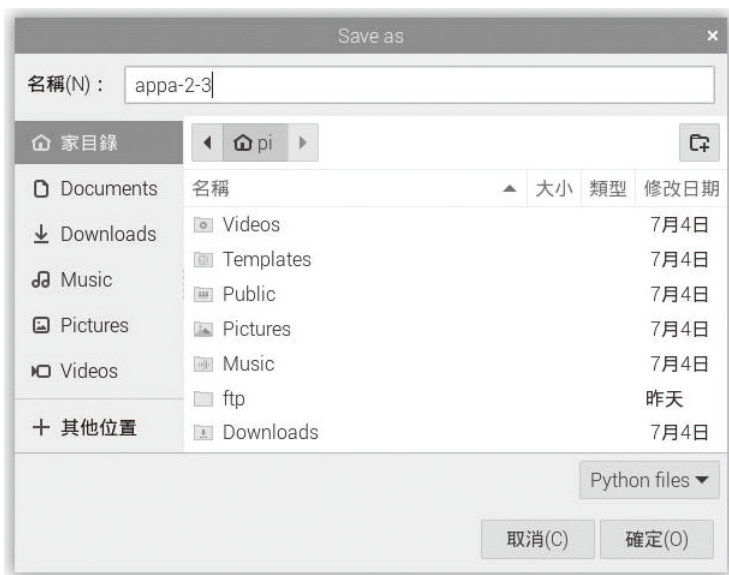 Save as
名稱(N)：
appa-2-3
家目錄
Documents
Downloads
Music
Pictures
Videos
其他位置
pi
名稱 大小 類型 修改日期
Videos 7月4日
Templates 7月4日
Public 7月4日
Pictures 7月4日
Music 7月4日
ftp 昨天
Downloads 7月4日
Python files
取消(C) 確定(O)